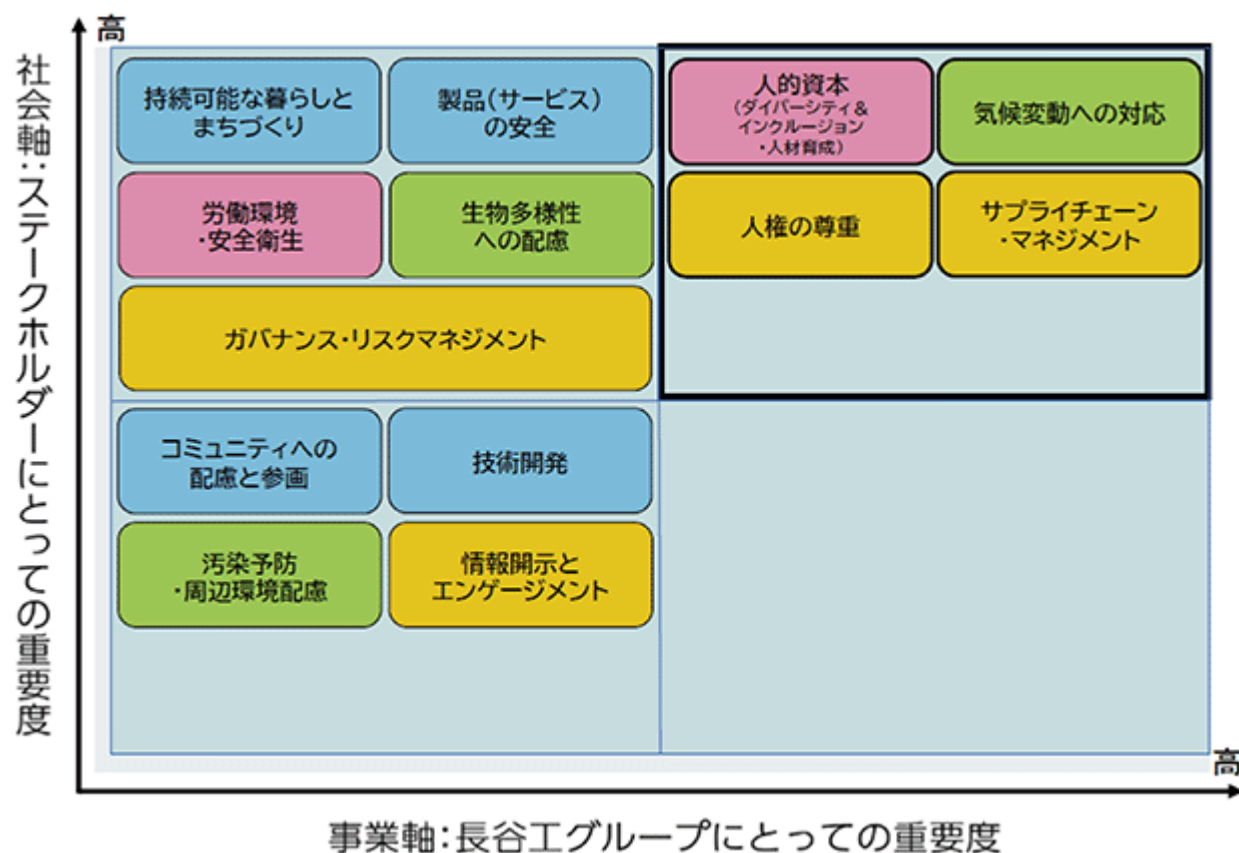 高
社会軸：ステークホルダーにとっての重要度
持続可能な暮らしと
まちづくり
製品（サービス）
の安全
人的資本
（ダイバーシティ＆
インクルージョン
・人材育成）
気候変動への対応
労働環境
・安全衛生
生物多様性
への配慮
人権の尊重
サプライチェーン
・マネジメント
ガバナンス・リスクマネジメント
コミュニティへの
配慮と参画
技術開発
汚染予防
・周辺環境配慮
情報開示と
エンゲージメント
高
事業軸：長谷工グループにとっての重要度